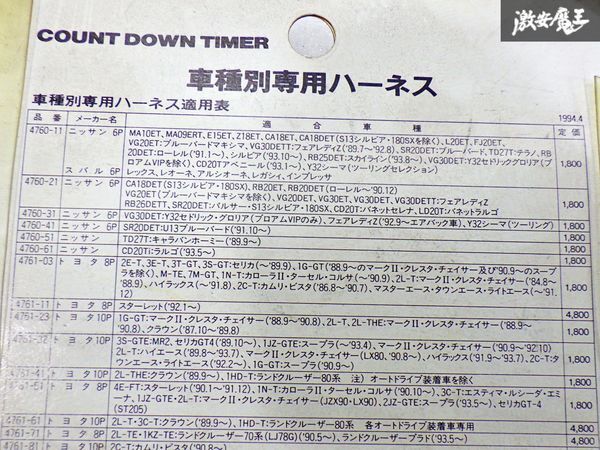 激安魔王
COUNT DOWN TIMER
車種別専用ハーネス
車種別専用ハーネス適用表
1994.4
品番 メーカー名 適合車種 定価
4760-11 ニッサン 6P MA10ET, MA09ERT, E15ET, Z18ET, CA18ET, CA18DET(S13シルビア・180SXを除く), L20ET, FJ20ET,
VG20ET:ブルーバードマキシマ, VG30DETT:フェアレディZ('89.7〜'92.8), SR20DET:ブルーバード, TD27T:テラノ, RB
20DET:ローレル('91.1〜), シルビア('93.10〜), RB25DET:スカイライン('93.8〜), VG30DET:Y32セドリックグロリア(ブ
ロアムVIPを除く), CD20Tアベニール('93.1〜), Y32シーマ(ツーリングセレクション) 1,800
スバル 6P レックス, レオーネ, アルシオーネ, レガシィ, インプレッサ
4760-21 ニッサン 6P CA18DET(S13シルビア・180SX), RB20ET, RB20DET(ローレル〜'90.12)
VG20ET(ブルーバードマキシマを除く), VG20DET, VG30ET, VG30DET, VG30DETT:フェアレディZ
RB26DETT, SR20DET:パルサー・S13シルビア・180SX, CD20T:バネットセレナ, LD20T:バネットラルゴ 1,800
4760-31 ニッサン 6P VG30DET:Y32セドリック・グロリア(ブロアムVIPのみ), フェアレディZ('92.9〜エアバック車), Y32シーマ(ツーリング) 1,800
4760-41 ニッサン 6P SR20DET:U13ブルーバード('91.10〜) 1,800
4760-51 ニッサン TD27T:キャラバンホーミー('89.9〜) 1,800
4760-61 ニッサン CD20Ti:ラルゴ('93.5〜) 1,800
4761-03 トヨタ 8P 2E-T, 3E-T, 3T-GT, 3S-GT:セリカ(〜'89.9), 1G-GT('88.9〜のマークII・クレスタ・チェイサー及び'90.9〜のスープ
ラを除く), M-TE, 7M-GT, 1N-T:カローラII・ターセル・コルサ(〜'90.9), 2L-T:マークII・クレスタ・チェイサー('84.8〜
'88.9), ハイラックス(〜'91.8), 2C-T:カムリ・ビスタ('86.8〜'90.7), マスターエース・タウンエース・ライトエース(〜'91.
12) 1,800
4761-11 トヨタ 8P スターレット('92.1〜) 1,800
4761-23 トヨタ 10P 1G-GT:マークII・クレスタ・チェイサー('88.9〜'90.8), 2L-T, 2L-THE:マークII・クレスタ・チェイサー('88.9〜
'90.8), クラウン('87.10〜'89.8) 4,800
4761-32 トヨタ 10P 3S-GTE:MR2, セリカGT4('89.10〜), 1JZ-GTE:スープラ(〜'93.4), マークII・クレスタ・チェイサー('90.9〜'92:10)
2L-T:ハイエース('89.8〜'93.7), マークII・クレスタ・チェイサー(LX80, '90.8〜), ハイラックス('91.9〜'93.7), 2C-T:タ
ウンエース・ライトエース('92.2〜), 1G-GT:スープラ('90.9〜) 1,800
4761-41 トヨタ 10P 2L-THE:クラウン('89.9〜), 1HD-T:ランドクルーザー80系 注)オートドライブ装着車を除く 1,800
4761-51 トヨタ 8P 4E-FT:スターレット('90.1〜'91.12), 1N-T:カローラII・ターセル・コルサ('90.10〜), 3C-T:エスティマ・ルシーダ・エミ
ーナ, 1JZ-GTE・2L-T:マークII・クレスタ・チェイサー(JZX90・LX90), 2JZ-GTE:スープラ('93.5〜), セリカGT-4
(ST205) 1,800
4761-61 トヨタ 10P 2L-T・3C-T:クラウン('89.9〜), 1HD-T:ランドクルーザー80系 各オートドライブ装着車専用 4,800
4761-71 トヨタ 8P 2L-TE・1KZ-TE:ランドクルーザー70系(LJ78G)('90.5〜), ランドクルーザープラド('93.5〜) 1,800
4761-81 トヨタ 10P 2C-T:カムリ・ビスタ('90.8〜)